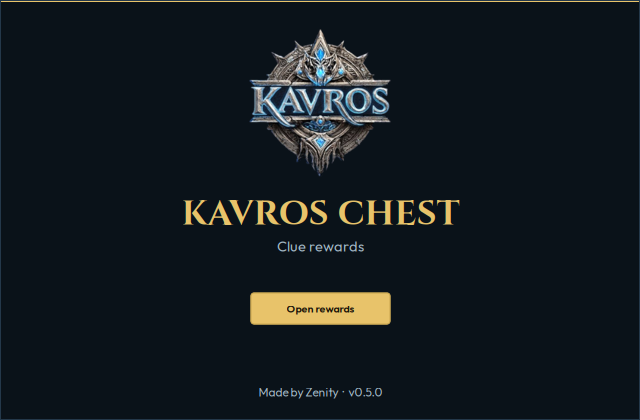 KAVROS
KAVROS CHEST
Clue rewards
Open rewards
Made by Zenity · v0.5.0